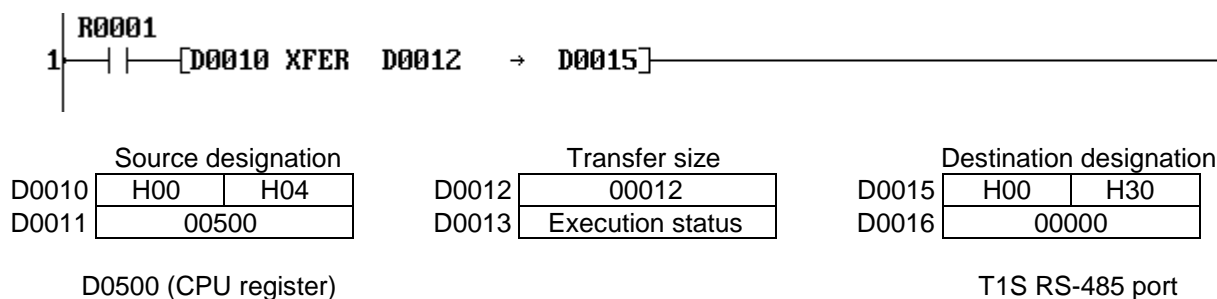 R0001
1 [D0010 XFER D0012 → D0015]
Source designation Transfer size Destination designation
D0010 H00 H04 D0012 00012 D0015 H00 H30
D0011 00500 D0013 Execution status D0016 00000
D0500 (CPU register) T1S RS-485 port